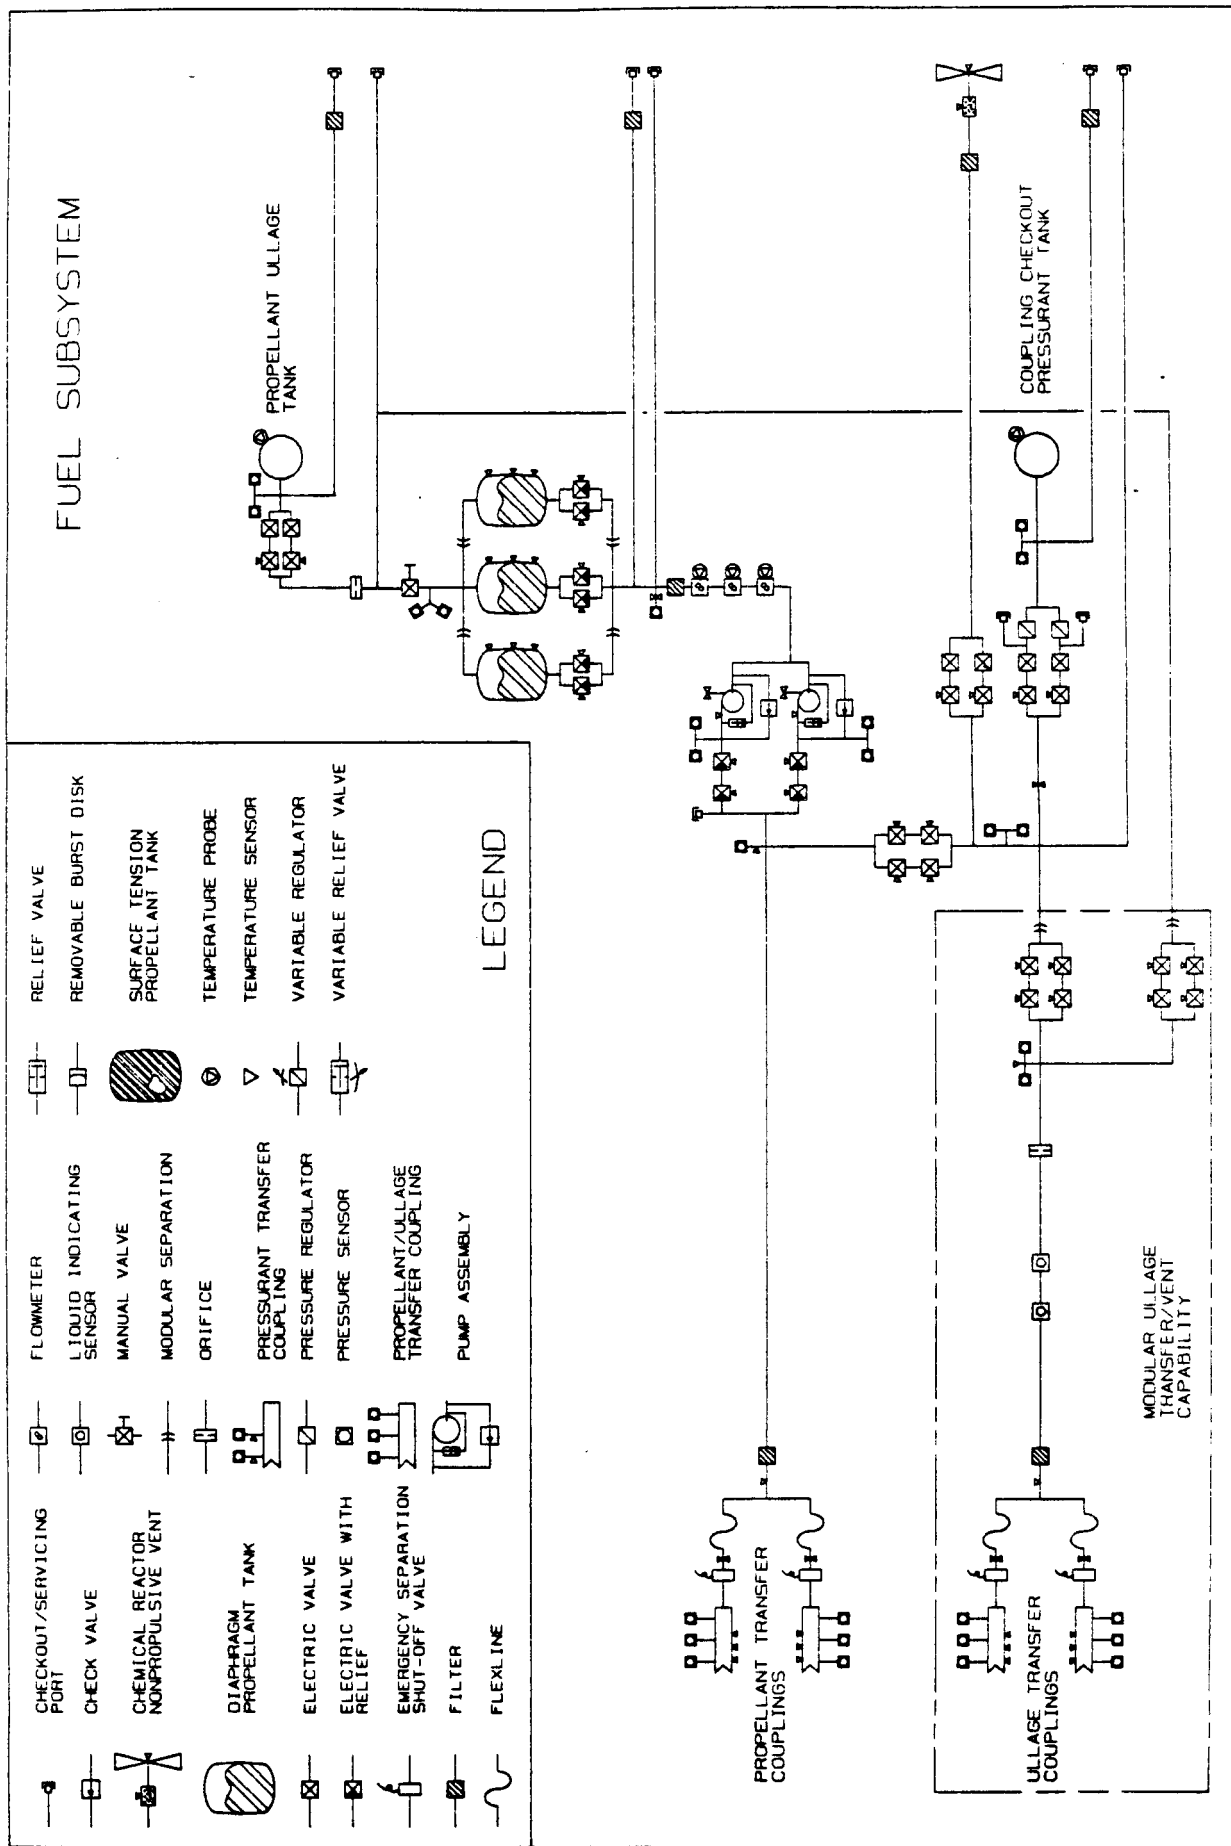 FUEL SUBSYSTEM
PROPELLANT ULLAGE
TANK
COUPLING CHECKOUT
PRESSURANT TANK
PROPELLANT TRANSFER
COUPLINGS
ULLAGE TRANSFER
COUPLINGS
MODULAR ULLAGE
TRANSFER/VENT
CAPABILITY
CHECKOUT/SERVICING
PORT
CHECK VALVE
CHEMICAL REACTOR
NONPROPULSIVE VENT
DIAPHRAGM
PROPELLANT TANK
ELECTRIC VALVE
ELECTRIC VALVE WITH
RELIEF
EMERGENCY SEPARATION
SHUT-OFF VALVE
FILTER
FLEXLINE
FLOWMETER
LIQUID INDICATING
SENSOR
MANUAL VALVE
MODULAR SEPARATION
ORIFICE
PRESSURANT TRANSFER
COUPLING
PRESSURE REGULATOR
PRESSURE SENSOR
PROPELLANT/ULLAGE
TRANSFER COUPLING
PUMP ASSEMBLY
RELIEF VALVE
REMOVABLE BURST DISK
SURFACE TENSION
PROPELLANT TANK
TEMPERATURE PROBE
TEMPERATURE SENSOR
VARIABLE REGULATOR
VARIABLE RELIEF VALVE
LEGEND